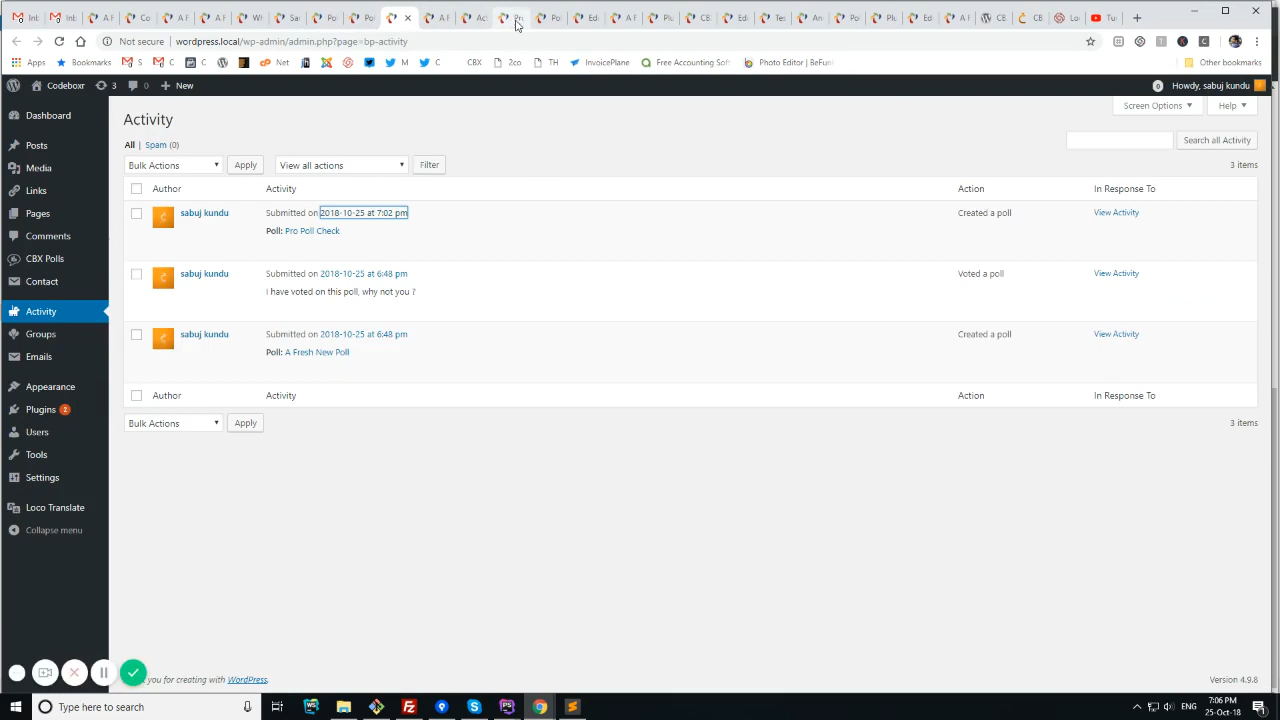 Not secure wordpress.local/wp-admin/admin.php?page=bp-activity
Apps Bookmarks S C C Net M C CBX 2co TH InvoicePlane Free Accounting Soft Photo Editor | BeFun Other bookmarks
Codeboxr 3 0 New 0 Howdy, sabuj kundu
Screen Options Help
Dashboard
Posts
Media
Links
Pages
Comments
CBX Polls
Contact
Activity
Groups
Emails
Appearance
Plugins 2
Users
Tools
Settings
Loco Translate
Collapse menu
Activity
All | Spam (0)
Search all Activity
Bulk Actions Apply View all actions Filter
3 items
Author Activity Action In Response To
sabuj kundu Submitted on 2018-10-25 at 7:02 pm Created a poll View Activity
Poll: Pro Poll Check
sabuj kundu Submitted on 2018-10-25 at 6:48 pm Voted a poll View Activity
I have voted on this poll, why not you ?
sabuj kundu Submitted on 2018-10-25 at 6:48 pm Created a poll View Activity
Poll: A Fresh New Poll
Author Activity Action In Response To
Bulk Actions Apply 3 items
you for creating with WordPress.
Version 4.9.8
Type here to search
ENG
7:06 PM
25-Oct-18